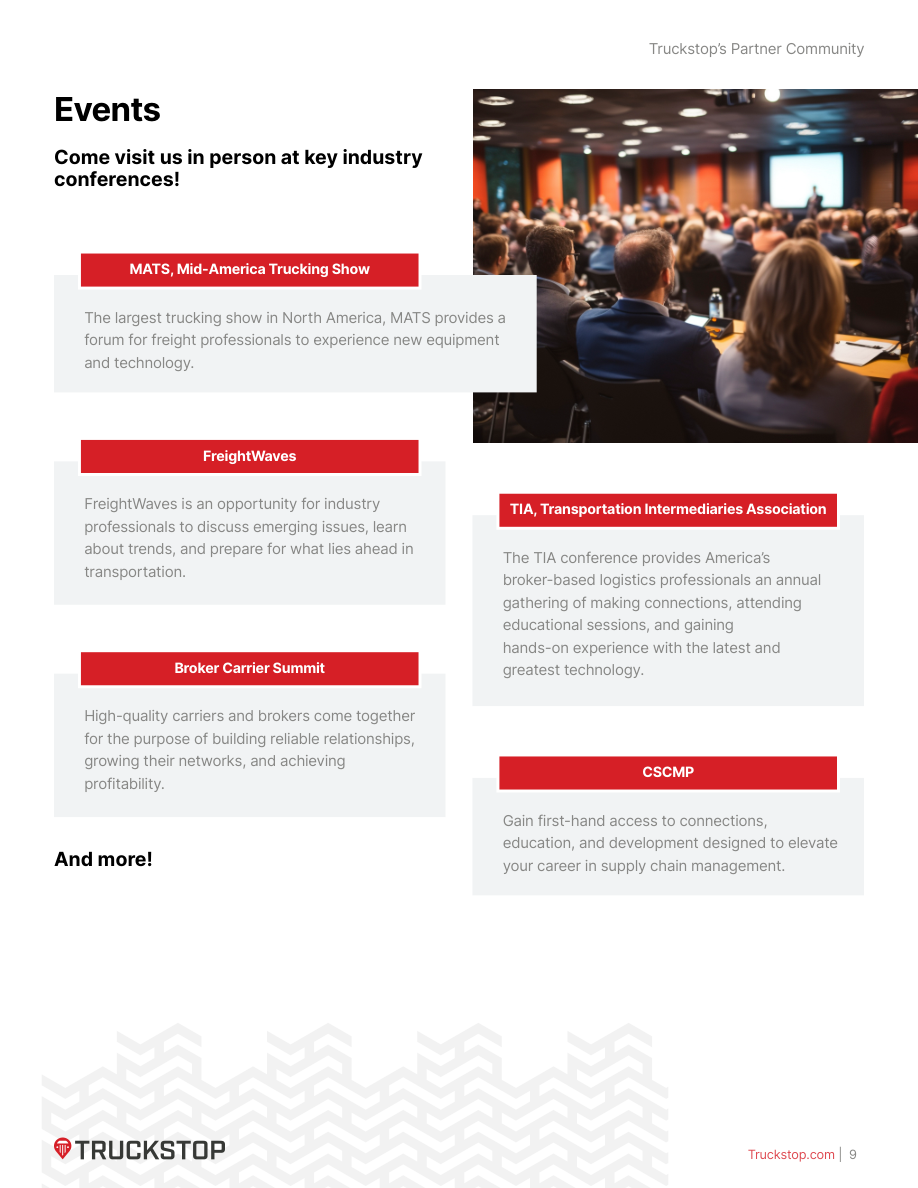 Truckstop’s Partner Community
Events
Come visit us in person at key industry
conferences!
MATS, Mid-America Trucking Show
The largest trucking show in North America, MATS provides a
forum for freight professionals to experience new equipment
and technology.
FreightWaves
FreightWaves is an opportunity for industry
professionals to discuss emerging issues, learn
about trends, and prepare for what lies ahead in
transportation.
Broker Carrier Summit
High-quality carriers and brokers come together
for the purpose of building reliable relationships,
growing their networks, and achieving
profitability.
And more!
TIA, Transportation Intermediaries Association
The TIA conference provides America’s
broker-based logistics professionals an annual
gathering of making connections, attending
educational sessions, and gaining
hands-on experience with the latest and
greatest technology.
CSCMP
Gain first-hand access to connections,
education, and development designed to elevate
your career in supply chain management.
TRUCKSTOP
Truckstop.com | 9